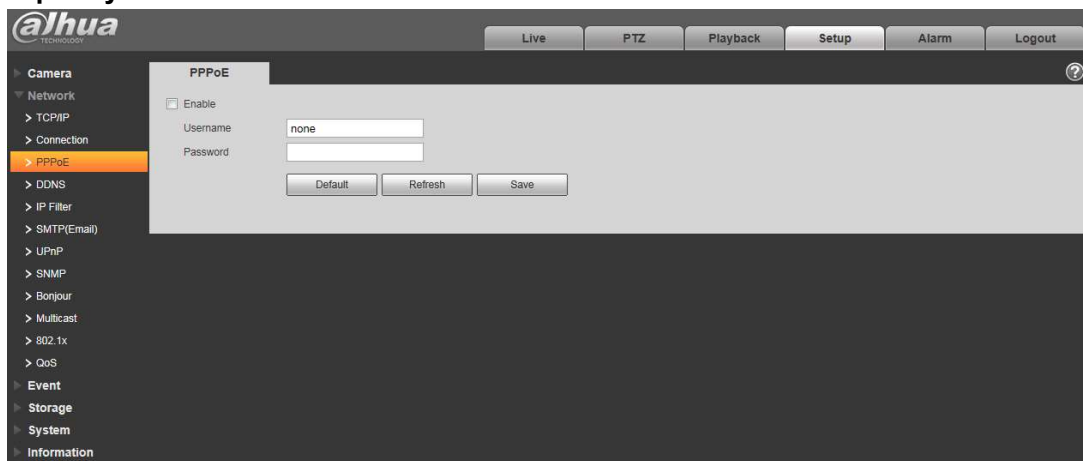 alhua
TECHNOLOGY
Live PTZ Playback Setup Alarm Logout
Camera
Network
> TCP/IP
> Connection
> PPPoE
> DDNS
> IP Filter
> SMTP(Email)
> UPnP
> SNMP
> Bonjour
> Multicast
> 802.1x
> QoS
Event
Storage
System
Information
PPPoE
?
Enable
Username none
Password
Default Refresh Save